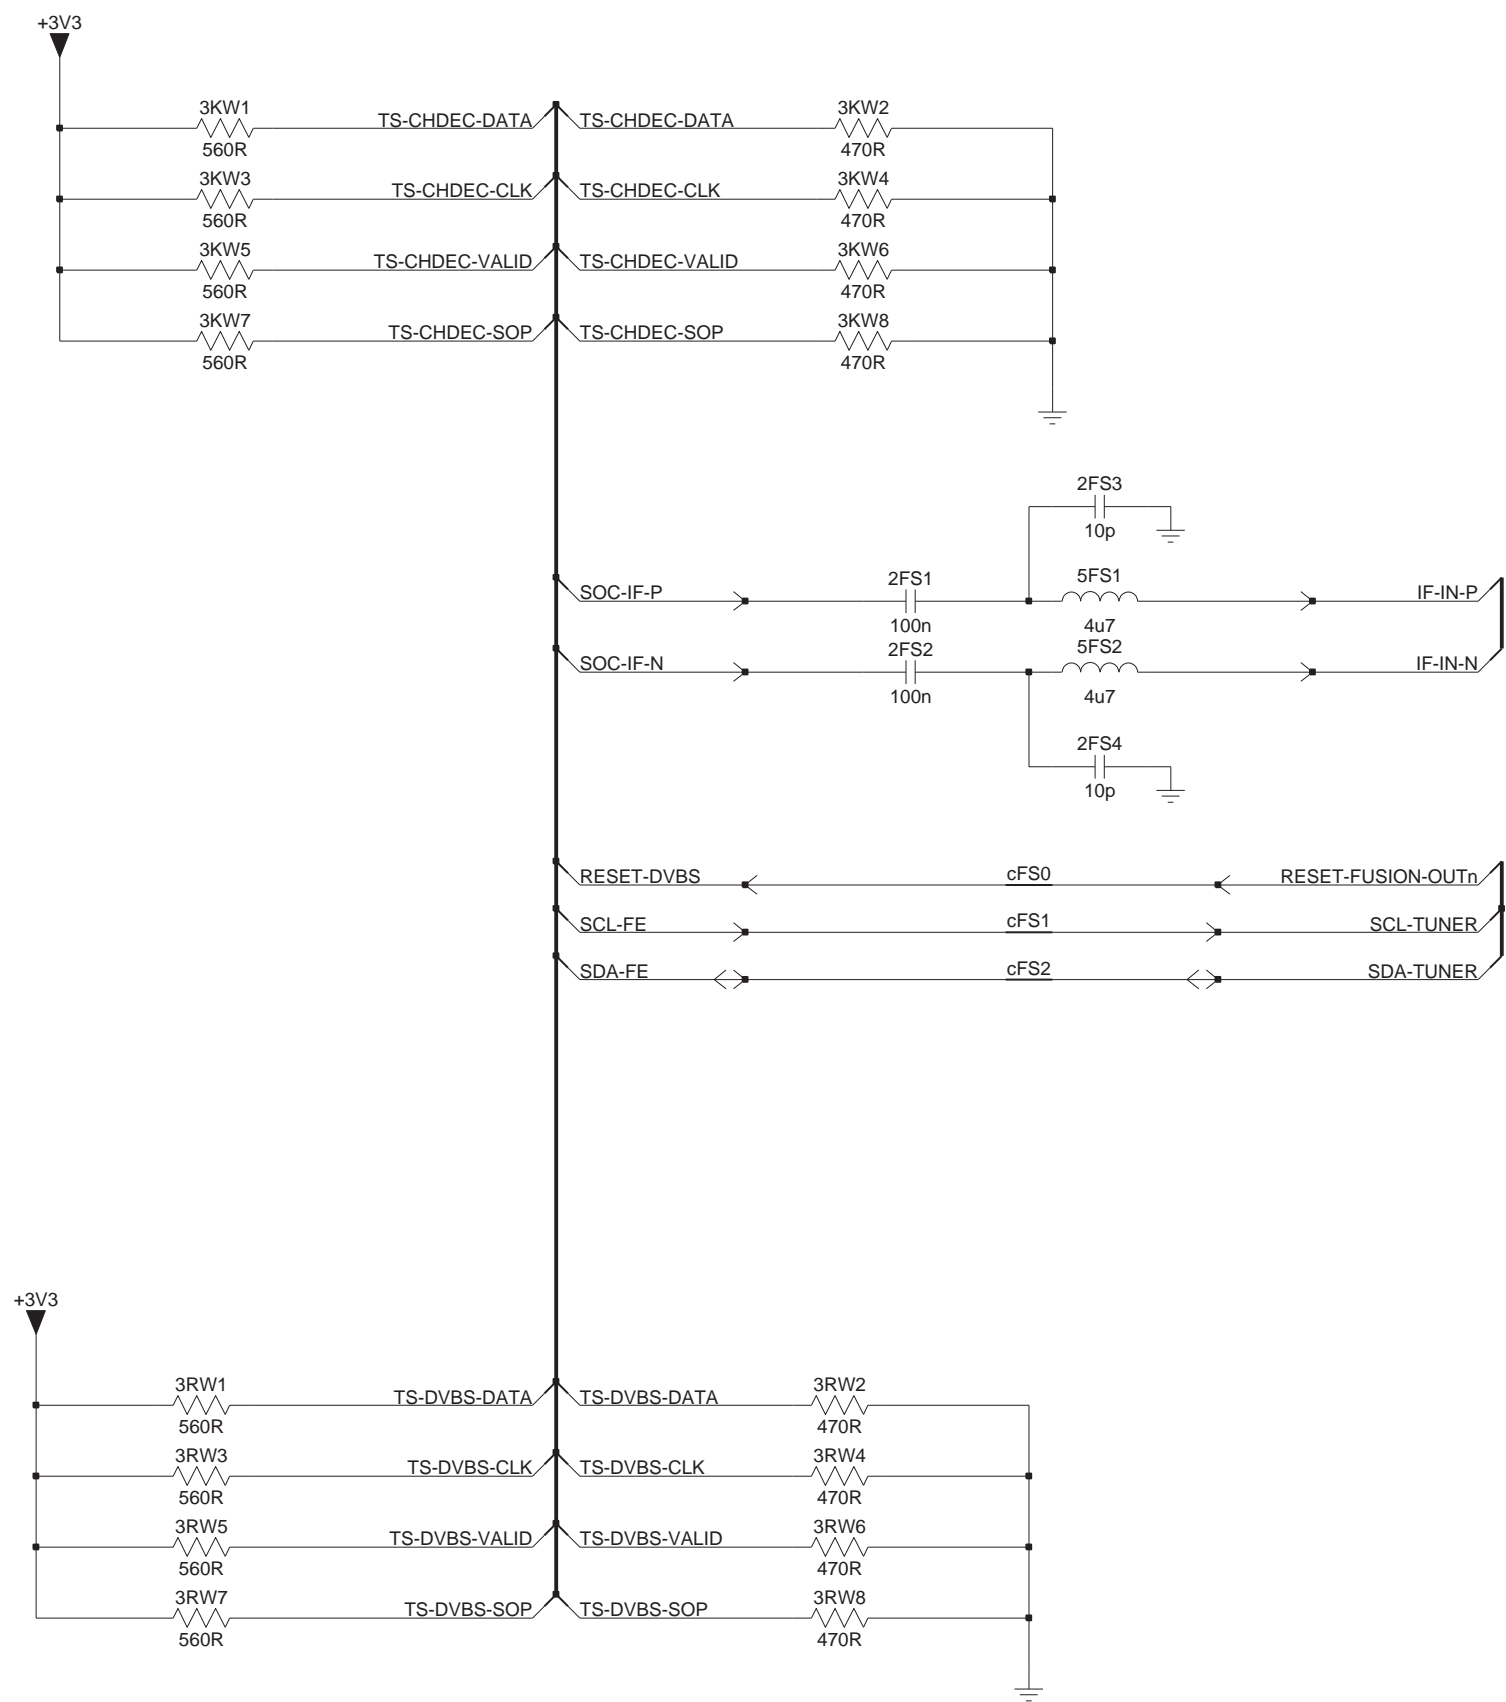 +3V3
3KW1
TS-CHDEC-DATA
TS-CHDEC-DATA
3KW2
560R
470R
3KW3
TS-CHDEC-CLK
TS-CHDEC-CLK
3KW4
560R
470R
3KW5
TS-CHDEC-VALID
TS-CHDEC-VALID
3KW6
560R
470R
3KW7
TS-CHDEC-SOP
TS-CHDEC-SOP
3KW8
560R
470R
2FS3
10p
SOC-IF-P
2FS1
5FS1
IF-IN-P
100n
4u7
SOC-IF-N
2FS2
5FS2
IF-IN-N
100n
4u7
2FS4
10p
RESET-DVBS
cFS0
RESET-FUSION-OUTn
SCL-FE
cFS1
SCL-TUNER
SDA-FE
cFS2
SDA-TUNER
+3V3
3RW1
TS-DVBS-DATA
TS-DVBS-DATA
3RW2
560R
470R
3RW3
TS-DVBS-CLK
TS-DVBS-CLK
3RW4
560R
470R
3RW5
TS-DVBS-VALID
TS-DVBS-VALID
3RW6
560R
470R
3RW7
TS-DVBS-SOP
TS-DVBS-SOP
3RW8
560R
470R